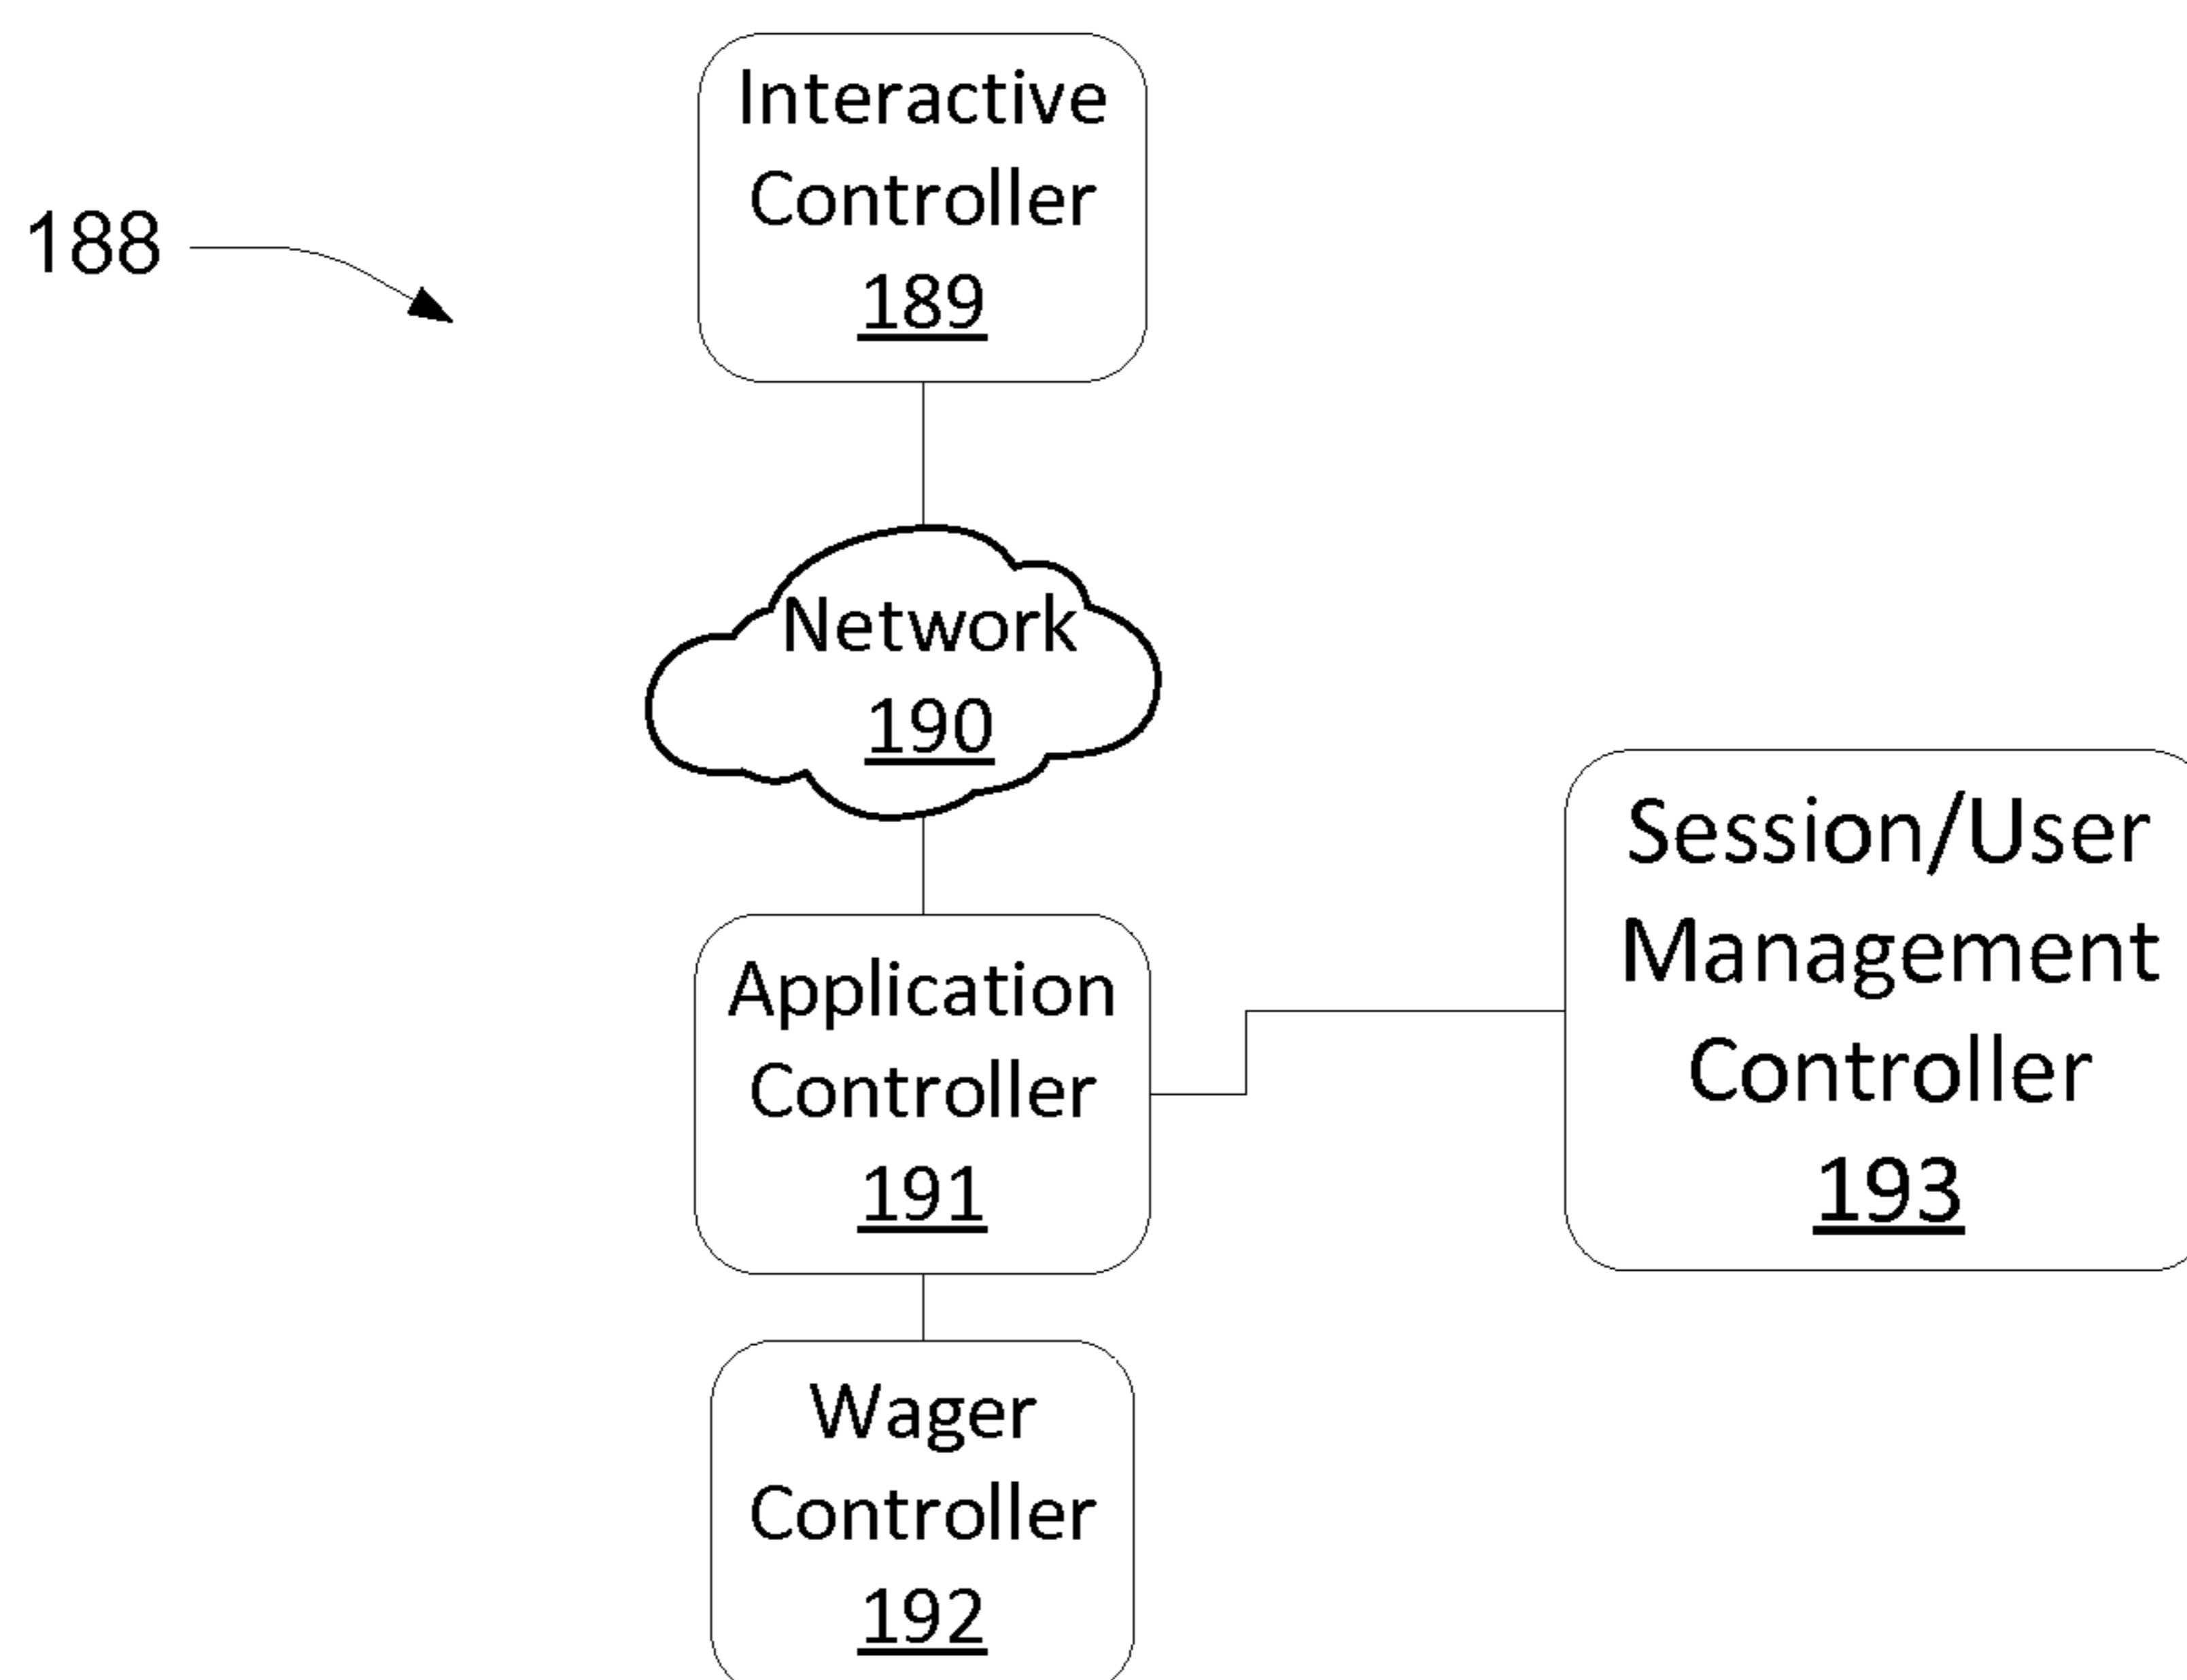 Interactive
Controller
189
188
Network
190
Application
Controller
191
Session/User
Management
Controller
193
Wager
Controller
192